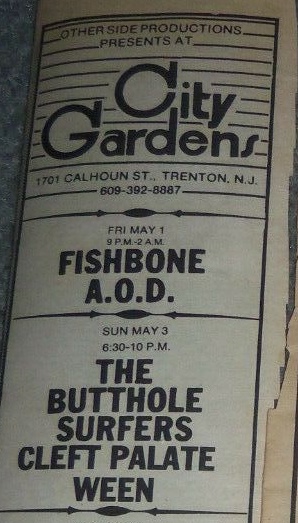 OTHER SIDE PRODUCTIONS
PRESENTS AT
City
Gardens
1701 CALHOUN ST., TRENTON, N.J.
609-392-8887
FRI MAY 1
9 P.M.-2 A.M.
FISHBONE
A.O.D.
SUN MAY 3
6:30-10 P.M.
THE
BUTTHOLE
SURFERS
CLEFT PALATE
WEEN